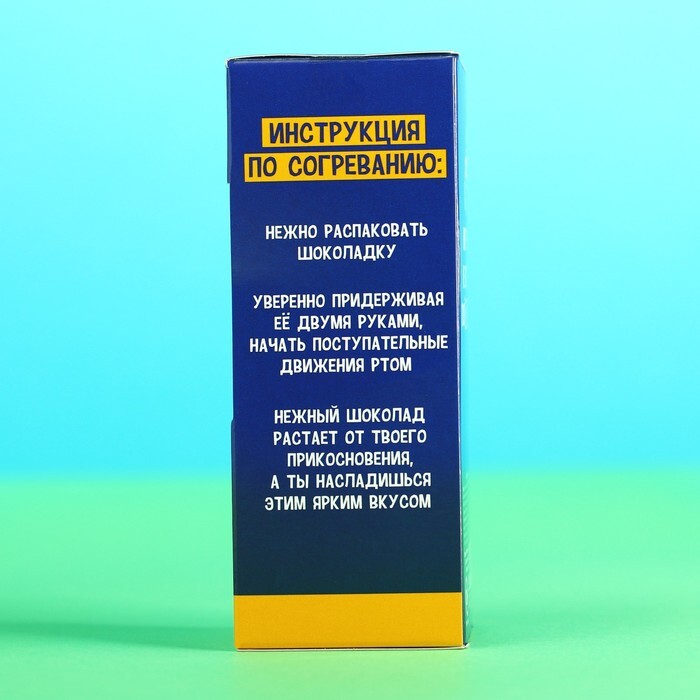 ИНСТРУКЦИЯ
ПО СОГРЕВАНИЮ:
НЕЖНО РАСПАКОВАТЬ
ШОКОЛАДКУ
УВЕРЕННО ПРИДЕРЖИВАЯ
ЕЁ ДВУМЯ РУКАМИ,
НАЧАТЬ ПОСТУПАТЕЛЬНЫЕ
ДВИЖЕНИЯ РТОМ
НЕЖНЫЙ ШОКОЛАД
РАСТАЕТ ОТ ТВОЕГО
ПРИКОСНОВЕНИЯ,
А ТЫ НАСЛАДИШЬСЯ
ЭТИМ ЯРКИМ ВКУСОМ